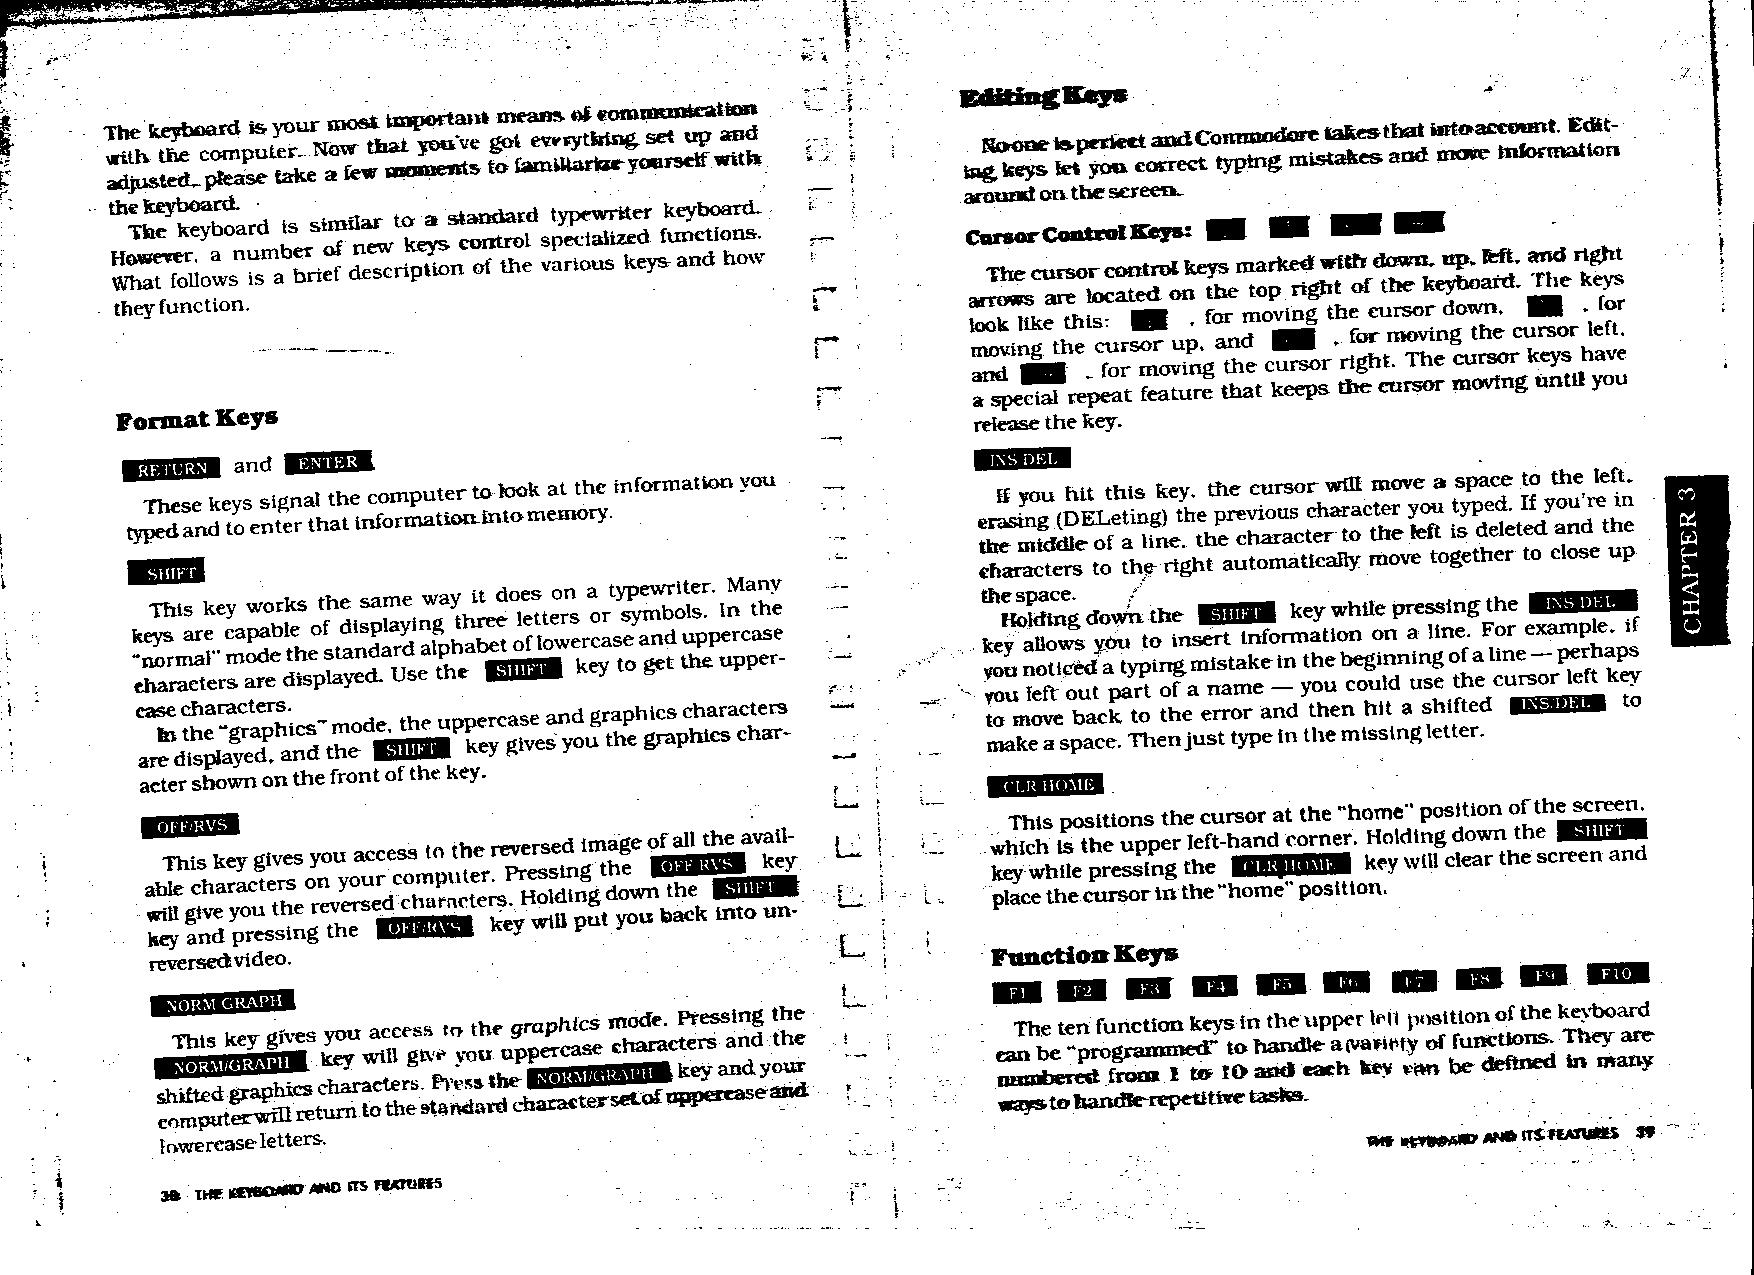 The keyboard is your most important means of communication
with the computer. Now that you've got everything set up and
adjusted, please take a few moments to familiarize yourself with
the keyboard.
The keyboard is similar to a standard typewriter keyboard.
However, a number of new keys control specialized functions.
What follows is a brief description of the various keys and how
they function.
Format Keys
RETURN and ENTER
These keys signal the computer to look at the information you
typed and to enter that information into memory.
SHIFT
This key works the same way it does on a typewriter. Many
keys are capable of displaying three letters or symbols. In the
"normal" mode the standard alphabet of lowercase and uppercase
characters are displayed. Use the SHIFT key to get the upper-
case characters.
In the "graphics" mode, the uppercase and graphics characters
are displayed, and the SHIFT key gives you the graphics char-
acter shown on the front of the key.
OFF/RVS
This key gives you access to the reversed image of all the avail-
able characters on your computer. Pressing the OFF/RVS key
will give you the reversed characters. Holding down the SHIFT
key and pressing the OFF/RVS key will put you back into un-
reversed video.
NORM GRAPH
This key gives you access to the graphics mode. Pressing the
NORM/GRAPH key will give you uppercase characters and the
shifted graphics characters. Press the NORM/GRAPH key and your
computer will return to the standard character set of uppercase and
lowercase letters.
38 THE KEYBOARD AND ITS FEATURES
Editing Keys
No one is perfect and Commodore takes that into account. Edit-
ing keys let you correct typing mistakes and move information
around on the screen.
Cursor Control Keys:
The cursor control keys marked with down, up, left, and right
arrows are located on the top right of the keyboard. The keys
look like this: , for moving the cursor down, , for
moving the cursor up, and , for moving the cursor left,
and , for moving the cursor right. The cursor keys have
a special repeat feature that keeps the cursor moving until you
release the key.
INS DEL
If you hit this key, the cursor will move a space to the left,
erasing (DELeting) the previous character you typed. If you're in
the middle of a line, the character to the left is deleted and the
characters to the right automatically move together to close up
the space.
Holding down the SHIFT key while pressing the INS DEL
key allows you to insert information on a line. For example, if
you noticed a typing mistake in the beginning of a line — perhaps
you left out part of a name — you could use the cursor left key
to move back to the error and then hit a shifted INS/DEL to
make a space. Then just type in the missing letter.
CLR HOME
This positions the cursor at the "home" position of the screen,
which is the upper left-hand corner. Holding down the SHIFT
key while pressing the CLR HOME key will clear the screen and
place the cursor in the "home" position.
Function Keys
F1 F2 F3 F4 F5 F6 F7 F8 F9 F10
The ten function keys in the upper left position of the keyboard
can be "programmed" to handle a variety of functions. They are
numbered from 1 to 10 and each key can be defined in many
ways to handle repetitive tasks.
THE KEYBOARD AND ITS FEATURES 39
CHAPTER 3